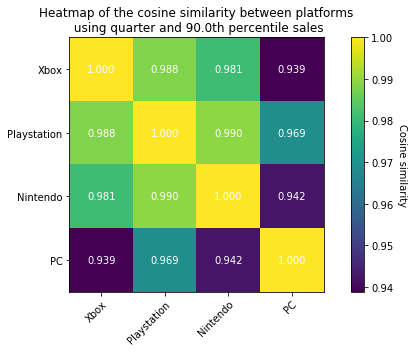 Heatmap of the cosine similarity between platforms
using quarter and 90.0th percentile sales
Xbox 1.000 0.988 0.981 0.939
Playstation 0.988 1.000 0.990 0.969
Nintendo 0.981 0.990 1.000 0.942
PC 0.939 0.969 0.942 1.000
Xbox Playstation Nintendo PC
1.00
0.99
0.98
0.97
0.96
0.95
0.94
Cosine similarity